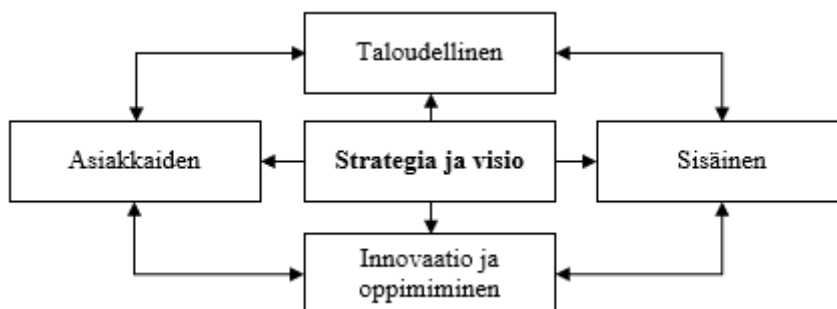 Taloudellinen
Asiakkaiden
Strategia ja visio
Sisäinen
Innovaatio ja
oppimiminen